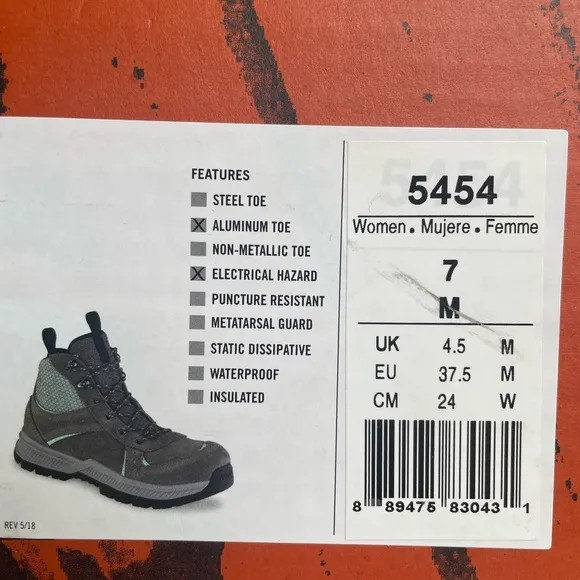 FEATURES
STEEL TOE
X ALUMINUM TOE
NON-METALLIC TOE
X ELECTRICAL HAZARD
PUNCTURE RESISTANT
METATARSAL GUARD
STATIC DISSIPATIVE
WATERPROOF
INSULATED
REV 5/18
5454
Women • Mujere • Femme
7
M
UK 4.5 M
EU 37.5 M
CM 24 W
8 89475 83043 1